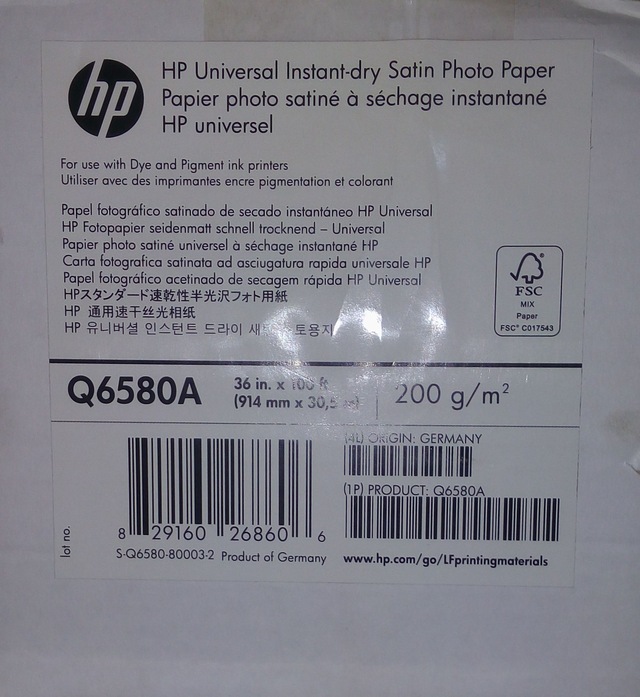 hp
HP Universal Instant-dry Satin Photo Paper
Papier photo satiné à séchage instantané
HP universel
For use with Dye and Pigment ink printers
Utiliser avec des imprimantes encre pigmentation et colorant
Papel fotográfico satinado de secado instantáneo HP Universal
HP Fotopapier seidenmatt schnell trocknend – Universal
Papier photo satiné universel à séchage instantané HP
Carta fotografica satinata ad asciugatura rapida universale HP
Papel fotográfico acetinado de secagem rápida HP Universal
HPスタンダード速乾性半光沢フォト用紙
HP 通用速干丝光相纸
HP 유니버설 인스턴트 드라이
FSC
MIX
Paper
FSC® C017543
Q6580A
36 in. x 100 ft
(914 mm x 30,5 m)
200 g/m²
(4L) ORIGIN: GERMANY
(1P) PRODUCT: Q6580A
8 29160 26860 6
lot no.
S-Q6580-80003-2 Product of Germany
www.hp.com/go/LFprintingmaterials